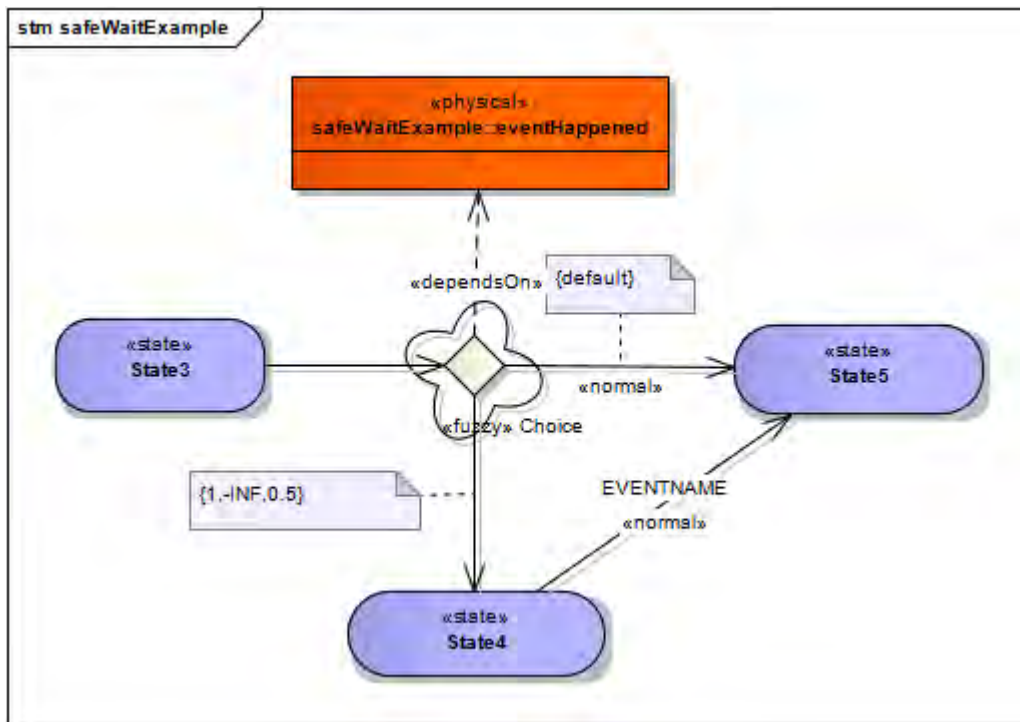 stm safeWaitExample
«physical»
safeWaitExample::eventHappened
«dependsOn»
{default}
«state»
State3
«state»
State5
«normal»
«fuzzy» Choice
{1,-INF,0.5}
EVENTNAME
«normal»
«state»
State4